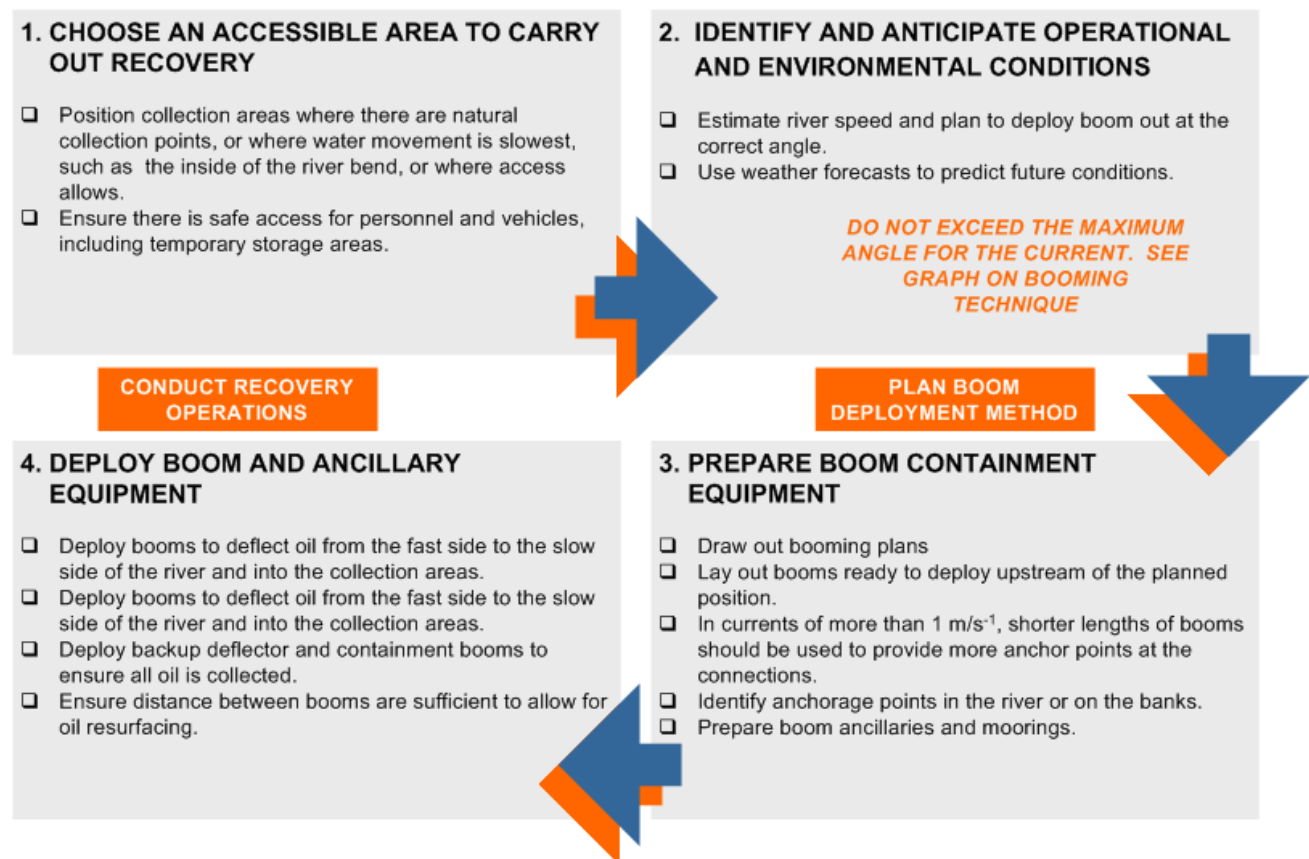 1. CHOOSE AN ACCESSIBLE AREA TO CARRY
OUT RECOVERY
❑ Position collection areas where there are natural
collection points, or where water movement is slowest,
such as the inside of the river bend, or where access
allows.
❑ Ensure there is safe access for personnel and vehicles,
including temporary storage areas.
2. IDENTIFY AND ANTICIPATE OPERATIONAL
AND ENVIRONMENTAL CONDITIONS
❑ Estimate river speed and plan to deploy boom out at the
correct angle.
❑ Use weather forecasts to predict future conditions.
DO NOT EXCEED THE MAXIMUM
ANGLE FOR THE CURRENT. SEE
GRAPH ON BOOMING
TECHNIQUE
PLAN BOOM
DEPLOYMENT METHOD
3. PREPARE BOOM CONTAINMENT
EQUIPMENT
❑ Draw out booming plans
❑ Lay out booms ready to deploy upstream of the planned
position.
❑ In currents of more than 1 m/s⁻¹, shorter lengths of booms
should be used to provide more anchor points at the
connections.
❑ Identify anchorage points in the river or on the banks.
❑ Prepare boom ancillaries and moorings.
CONDUCT RECOVERY
OPERATIONS
4. DEPLOY BOOM AND ANCILLARY
EQUIPMENT
❑ Deploy booms to deflect oil from the fast side to the slow
side of the river and into the collection areas.
❑ Deploy booms to deflect oil from the fast side to the slow
side of the river and into the collection areas.
❑ Deploy backup deflector and containment booms to
ensure all oil is collected.
❑ Ensure distance between booms are sufficient to allow for
oil resurfacing.